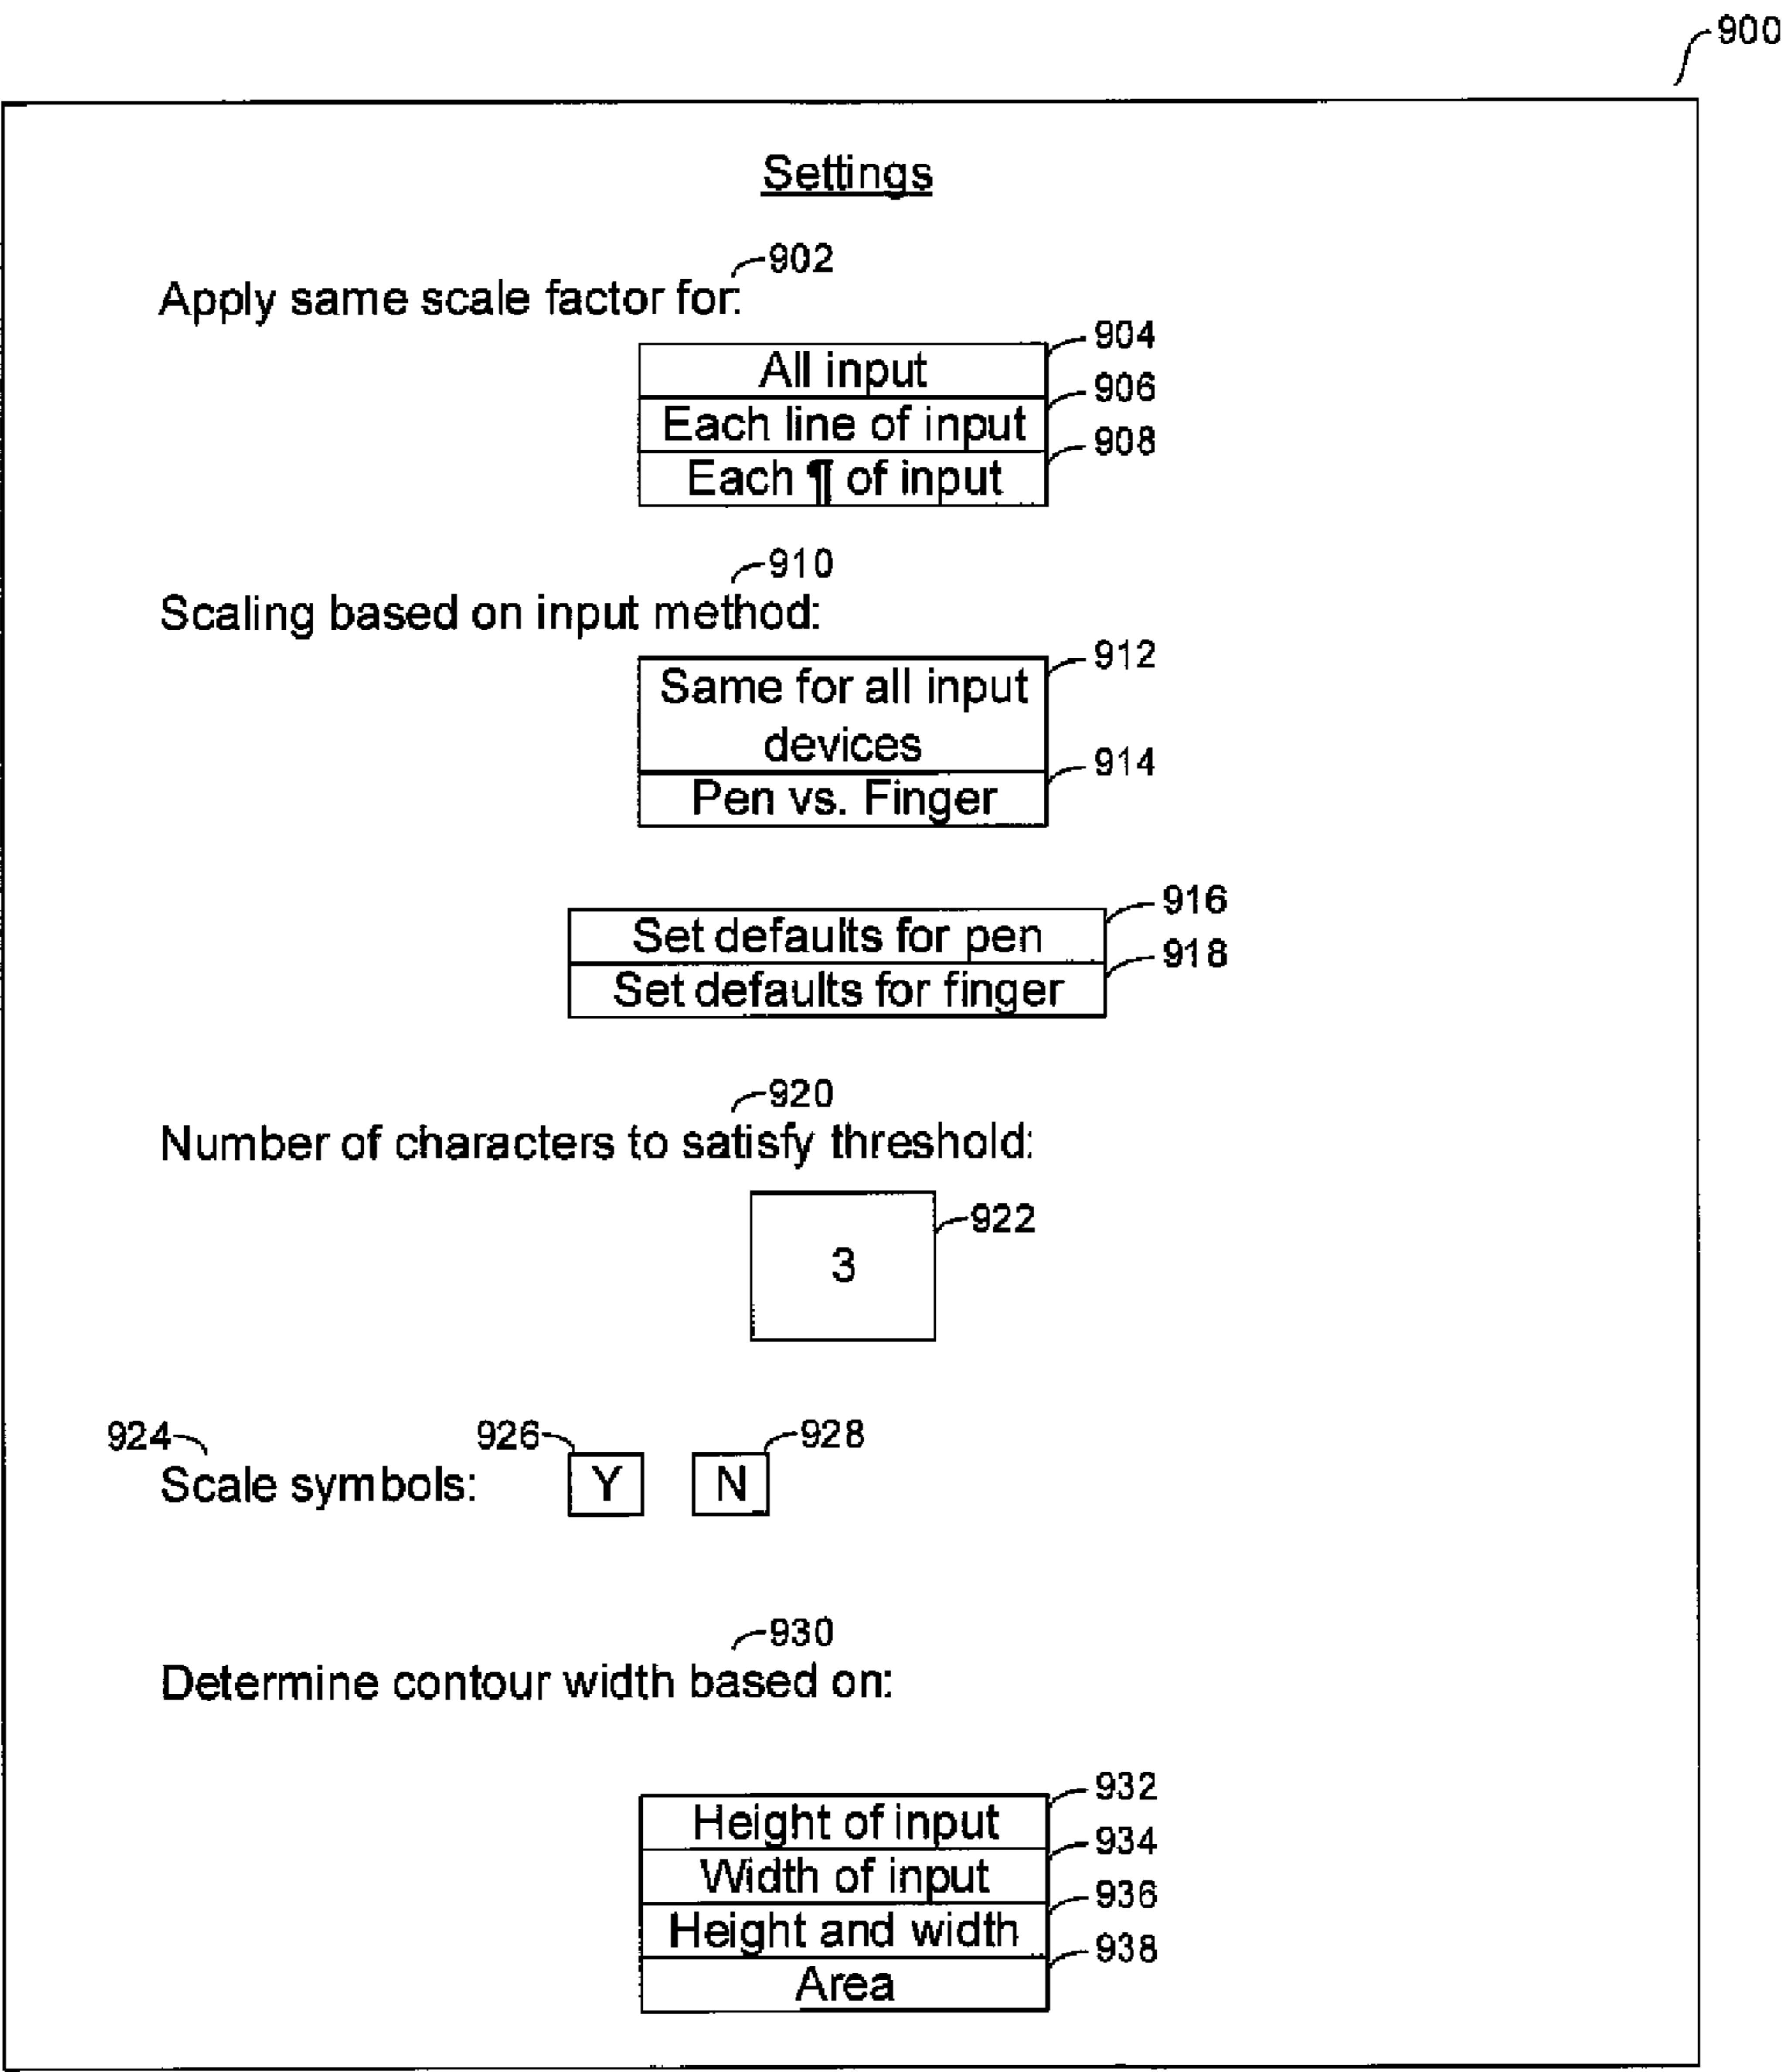 900
Settings
902
Apply same scale factor for:
904
All input
906
Each line of input
908
Each ¶ of input
910
Scaling based on input method:
912
Same for all input
devices
914
Pen vs. Finger
916
Set defaults for pen
918
Set defaults for finger
920
Number of characters to satisfy threshold:
922
3
924 926 928
Scale symbols: Y N
930
Determine contour width based on:
932
Height of input
934
Width of input
936
Height and width
938
Area